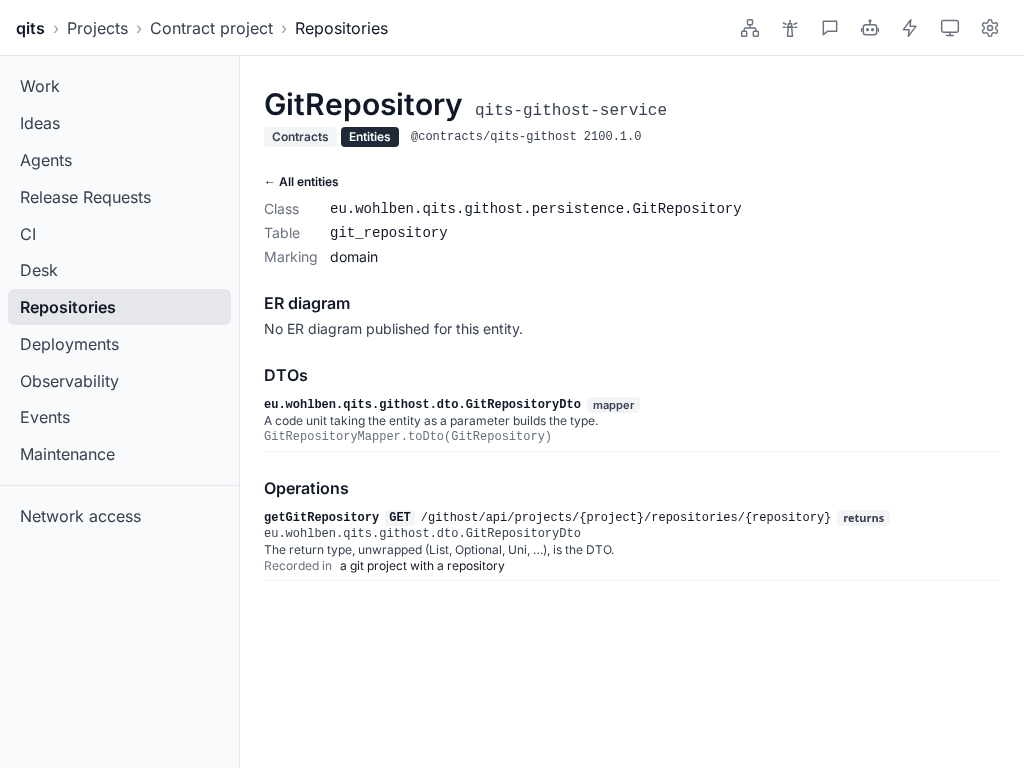 qits › Projects › Contract project › Repositories
Work
Ideas
Agents
Release Requests
CI
Desk
Repositories
Deployments
Observability
Events
Maintenance
Network access
GitRepository qits-githost-service
Contracts Entities @contracts/qits-githost 2100.1.0
← All entities
Class eu.wohlben.qits.githost.persistence.GitRepository
Table git_repository
Marking domain
ER diagram
No ER diagram published for this entity.
DTOs
eu.wohlben.qits.githost.dto.GitRepositoryDto mapper
A code unit taking the entity as a parameter builds the type.
GitRepositoryMapper.toDto(GitRepository)
Operations
getGitRepository GET /githost/api/projects/{project}/repositories/{repository} returns
eu.wohlben.qits.githost.dto.GitRepositoryDto
The return type, unwrapped (List, Optional, Uni, …), is the DTO.
Recorded in a git project with a repository